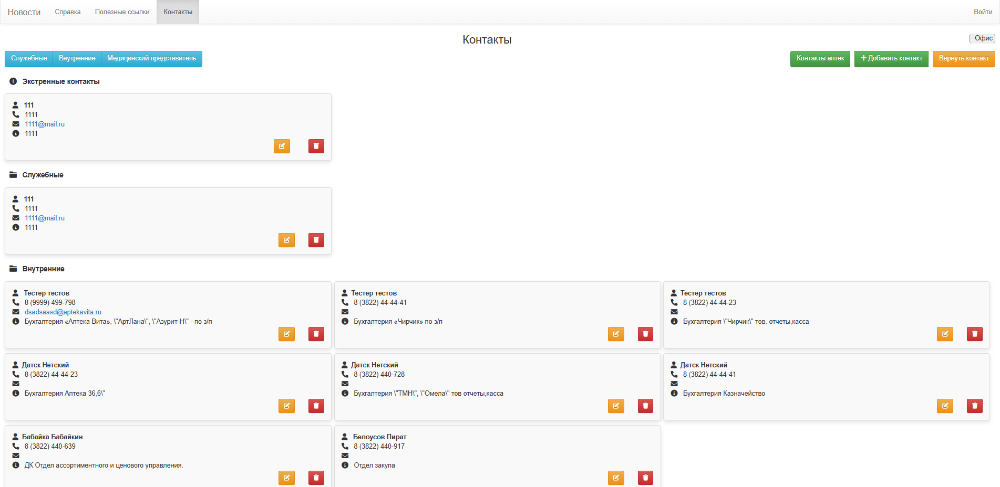 Новости Справка Полезные ссылки Контакты Войти
Контакты Офис
Служебные Внутренние Медицинский представитель Контакты аптек Добавить контакт Вернуть контакт
Экстренные контакты
111
1111
1111@mail.ru
1111
Служебные
111
1111
1111@mail.ru
1111
Внутренние
Тестер тестов
8 (9999) 499-798
dsadsaasd@aptekavita.ru
Бухгалтерия «Аптека Вита», \"АртЛана\", \"Азурит-Н\" - по з/п
Тестер тестов
8 (3822) 44-44-41
Бухгалтерия «Чирчик» по з/п
Тестер тестов
8 (3822) 44-44-23
Бухгалтерия \"Чирчик\" тов. отчеты,касса
Датск Нетский
8 (3822) 44-44-23
Бухгалтерия Аптека 36,6\"
Датск Нетский
8 (3822) 440-728
Бухгалтерия \"ТМН\", \"Омела\" тов отчеты,касса
Датск Нетский
8 (3822) 44-44-41
Бухгалтерия Казначейство
Бабайка Бабайкин
8 (3822) 440-639
ДК Отдел ассортиментного и ценового управления.
Белоусов Пират
8 (3822) 440-917
Отдел закупа